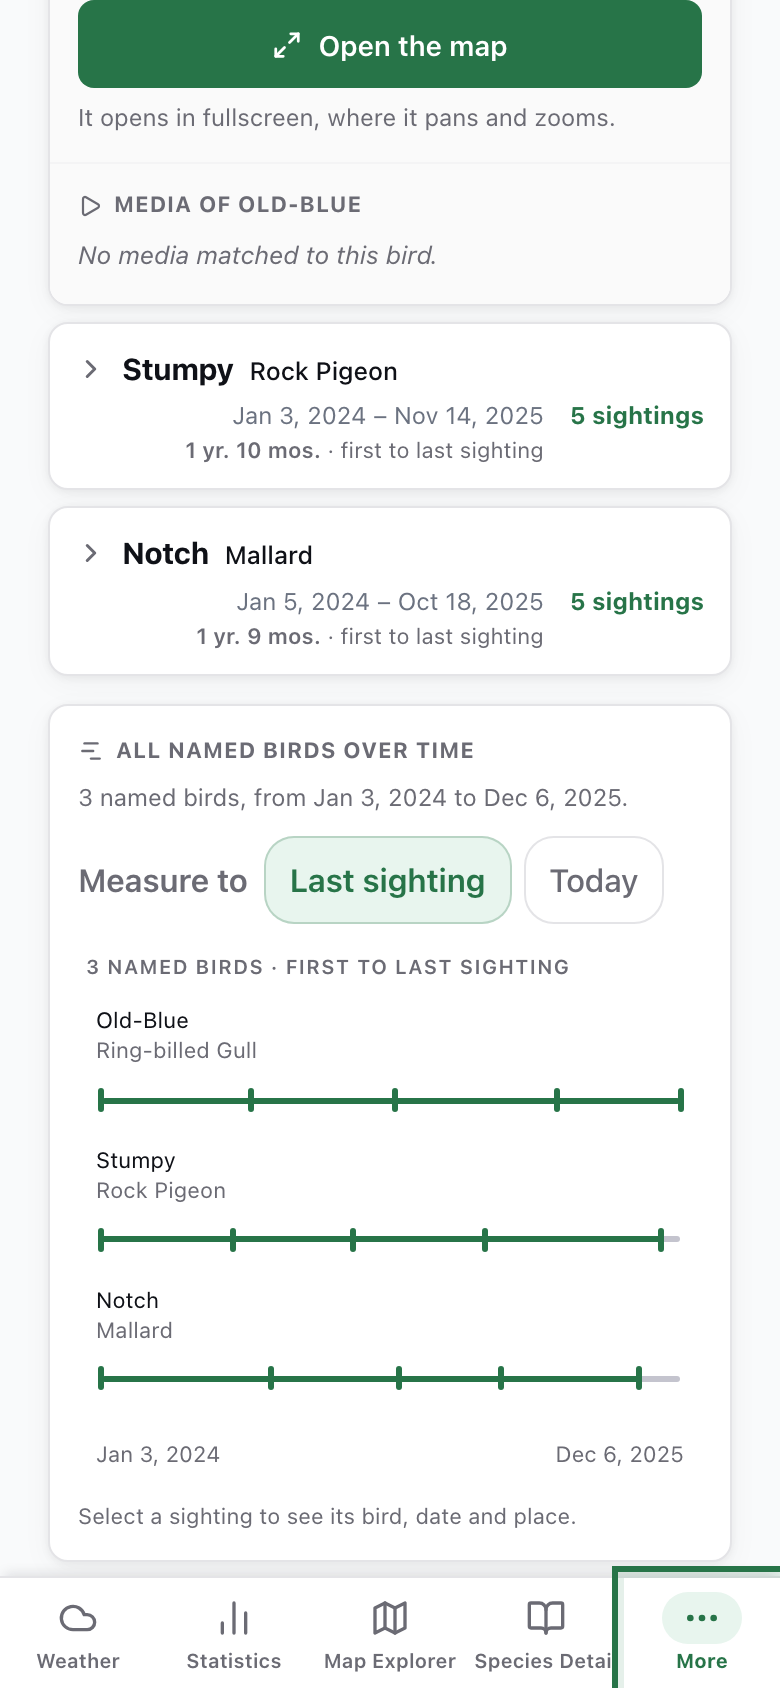 Open the map
It opens in fullscreen, where it pans and zooms.
MEDIA OF OLD-BLUE
No media matched to this bird.
Stumpy Rock Pigeon
Jan 3, 2024 – Nov 14, 2025 5 sightings
1 yr. 10 mos. · first to last sighting
Notch Mallard
Jan 5, 2024 – Oct 18, 2025 5 sightings
1 yr. 9 mos. · first to last sighting
ALL NAMED BIRDS OVER TIME
3 named birds, from Jan 3, 2024 to Dec 6, 2025.
Measure to Last sighting Today
3 NAMED BIRDS · FIRST TO LAST SIGHTING
Old-Blue
Ring-billed Gull
Stumpy
Rock Pigeon
Notch
Mallard
Jan 3, 2024 Dec 6, 2025
Select a sighting to see its bird, date and place.
Weather Statistics Map Explorer Species Detai More